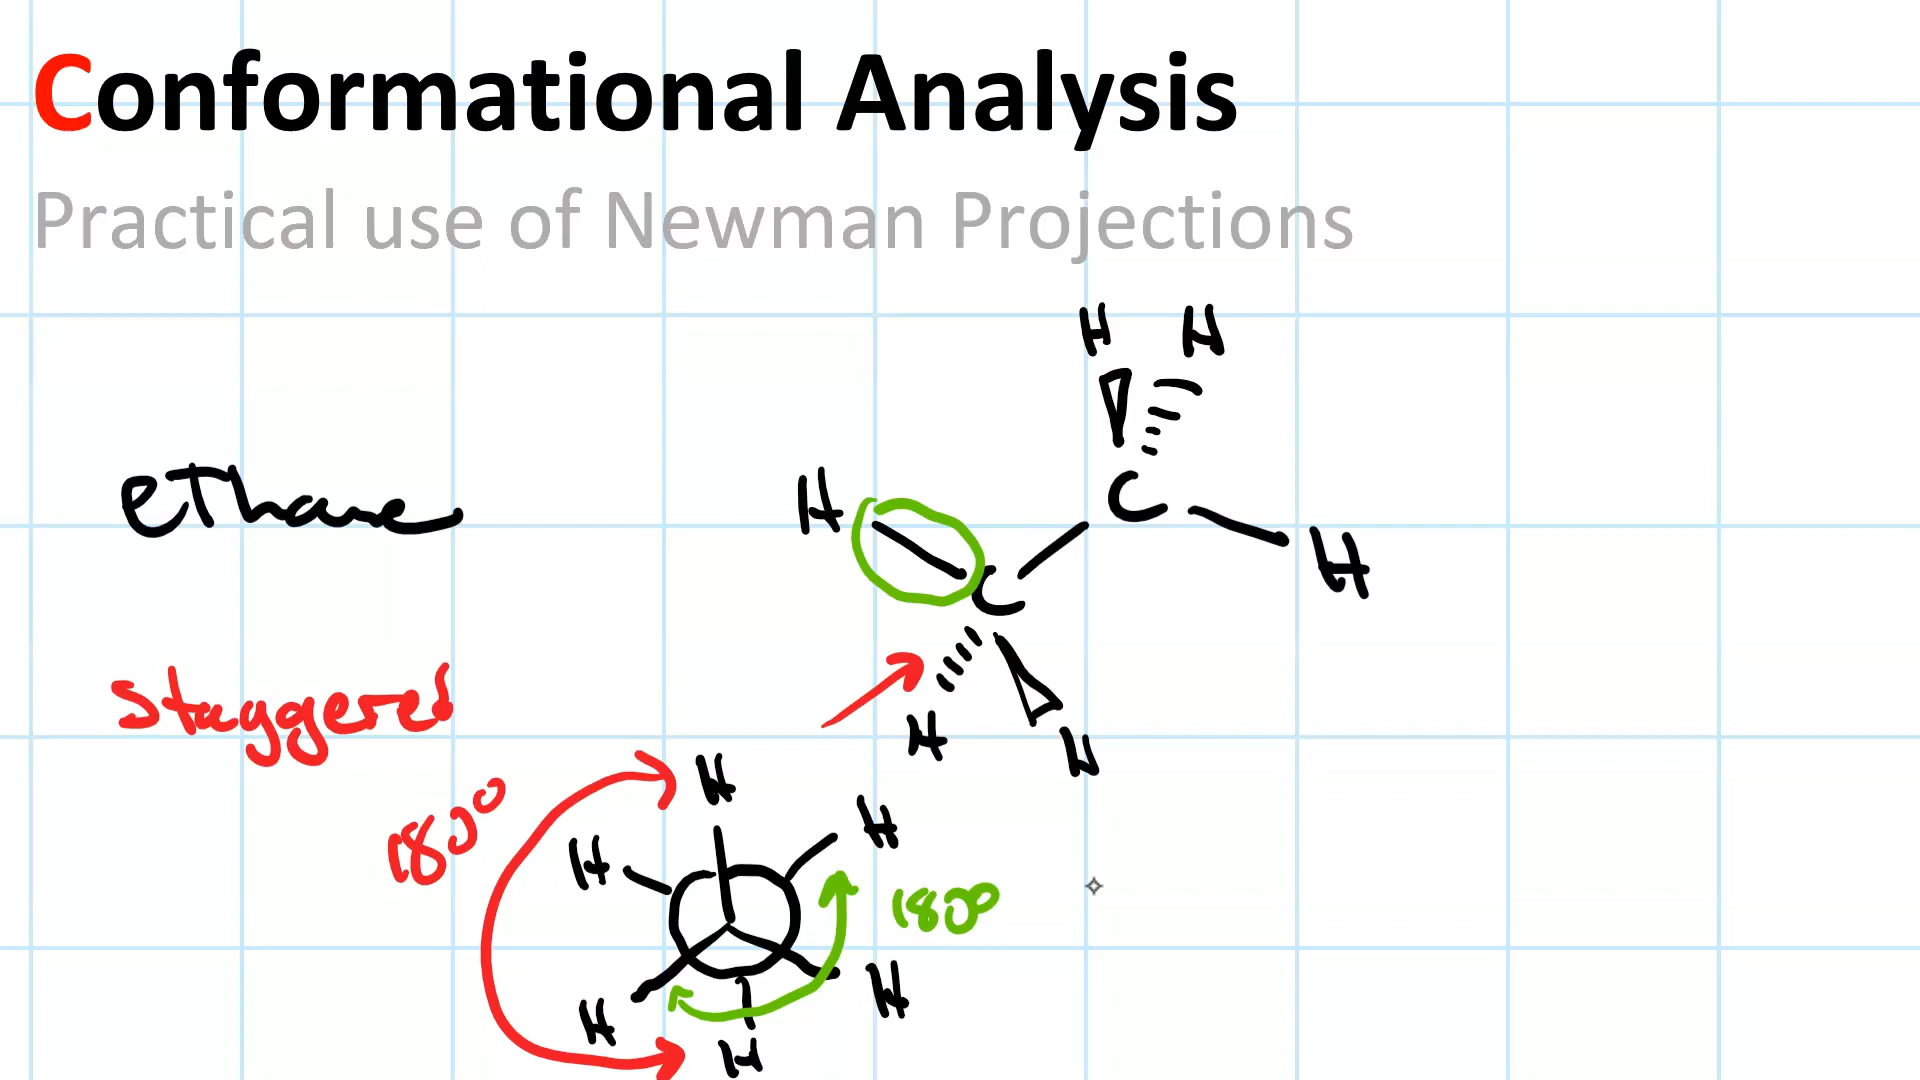 Conformational Analysis
Practical use of Newman Projections
H H
ethane
H C
C H
staggered
H H
180°
H
H H
180°
H H
H